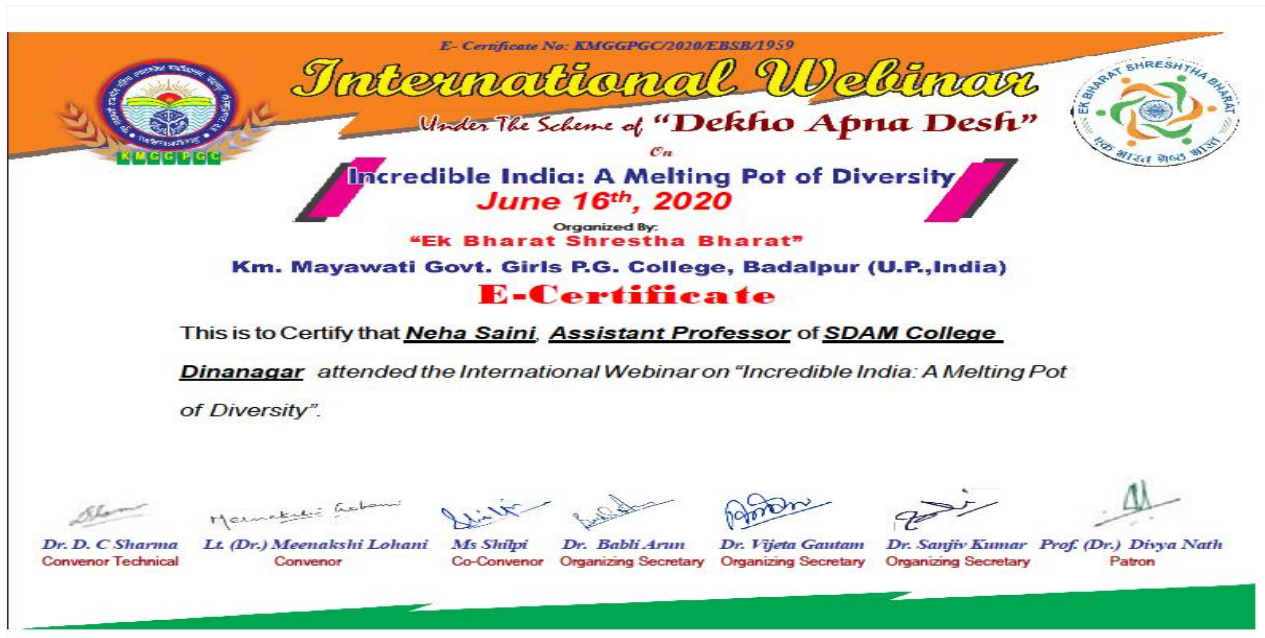 E- Certificate No: KMGGPGC/2020/EBSB/1959
International Webinar
Under The Scheme of "Dekho Apna Desh"
On
Incredible India: A Melting Pot of Diversity
June 16th, 2020
Organized By:
"Ek Bharat Shrestha Bharat"
Km. Mayawati Govt. Girls P.G. College, Badalpur (U.P.,India)
E-Certificate
KMGGPGC
EK BHARAT SHRESHTHA BHARAT
एक भारत श्रेष्ठ भारत
This is to Certify that Neha Saini, Assistant Professor of SDAM College
Dinanagar attended the International Webinar on "Incredible India: A Melting Pot
of Diversity".
Dr. D. C Sharma Lt. (Dr.) Meenakshi Lohani Ms Shilpi Dr. Babli Arun Dr. Vijeta Gautam Dr. Sanjiv Kumar Prof. (Dr.) Divya Nath
Convenor Technical Convenor Co-Convenor Organizing Secretary Organizing Secretary Organizing Secretary Patron